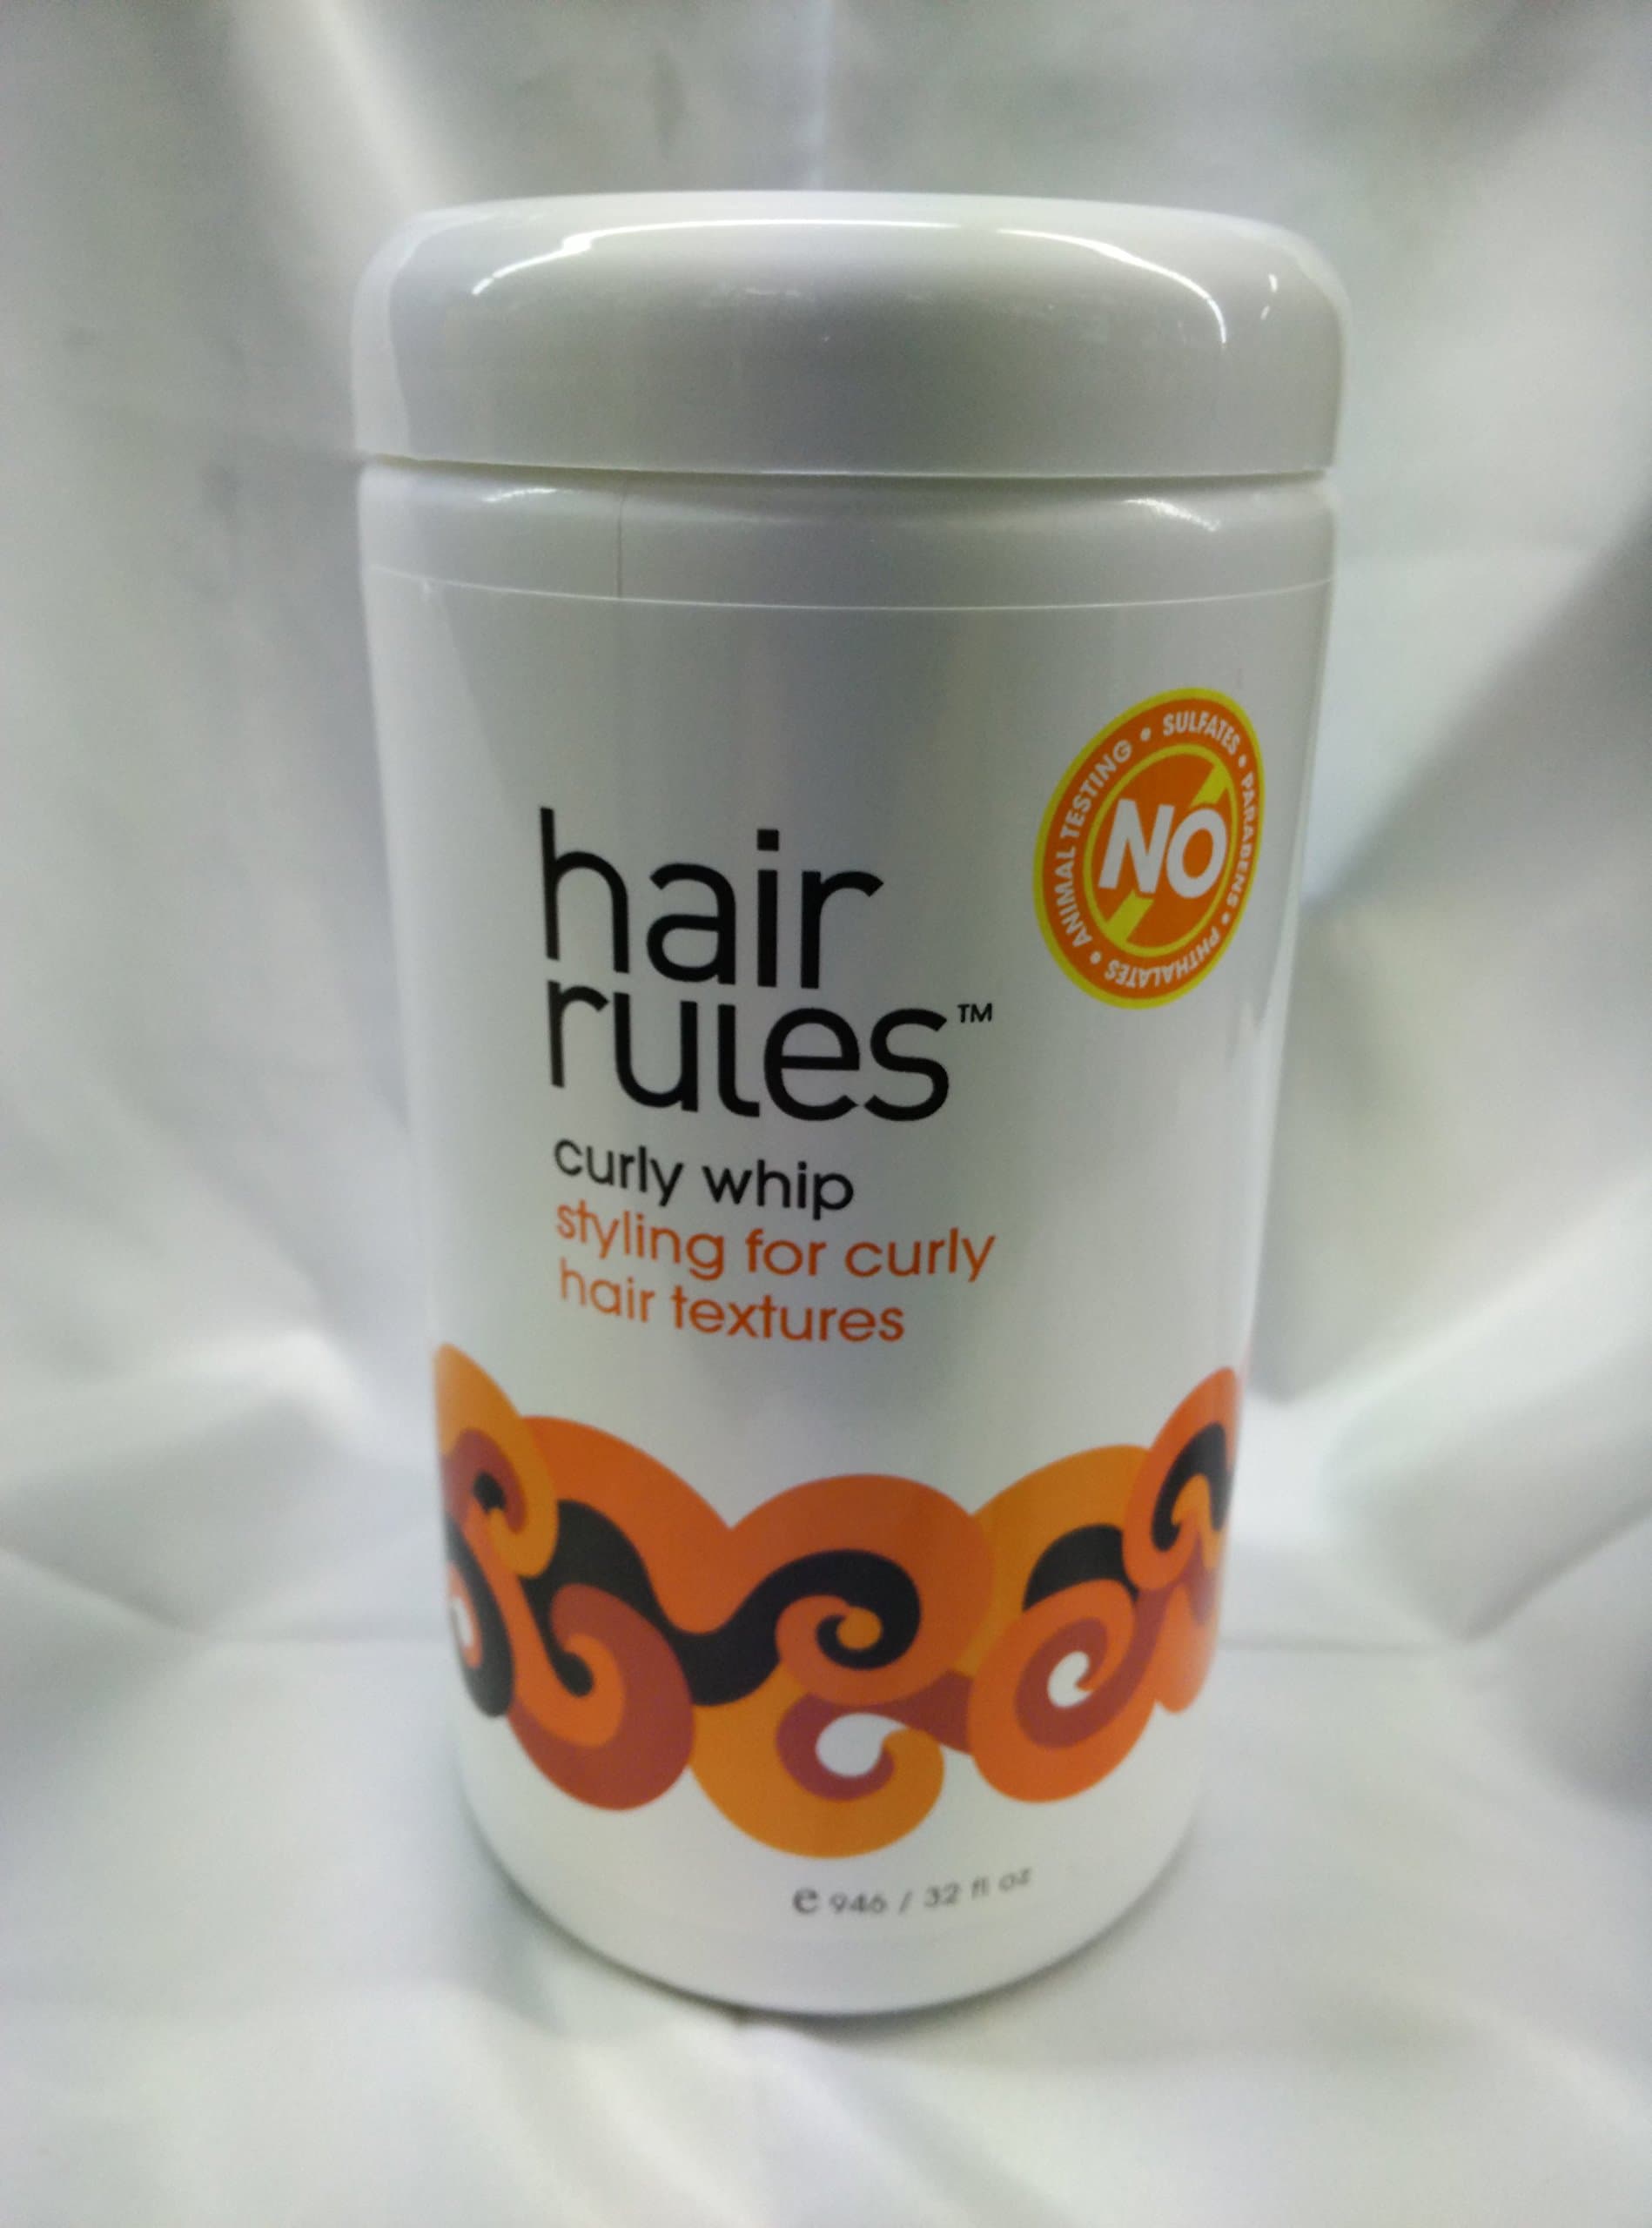 NO
ANIMAL TESTING • SULFATES • PARABENS • PHTHALATES •
hair
rules™
curly whip
styling for curly
hair textures
e 946 / 32 fl oz